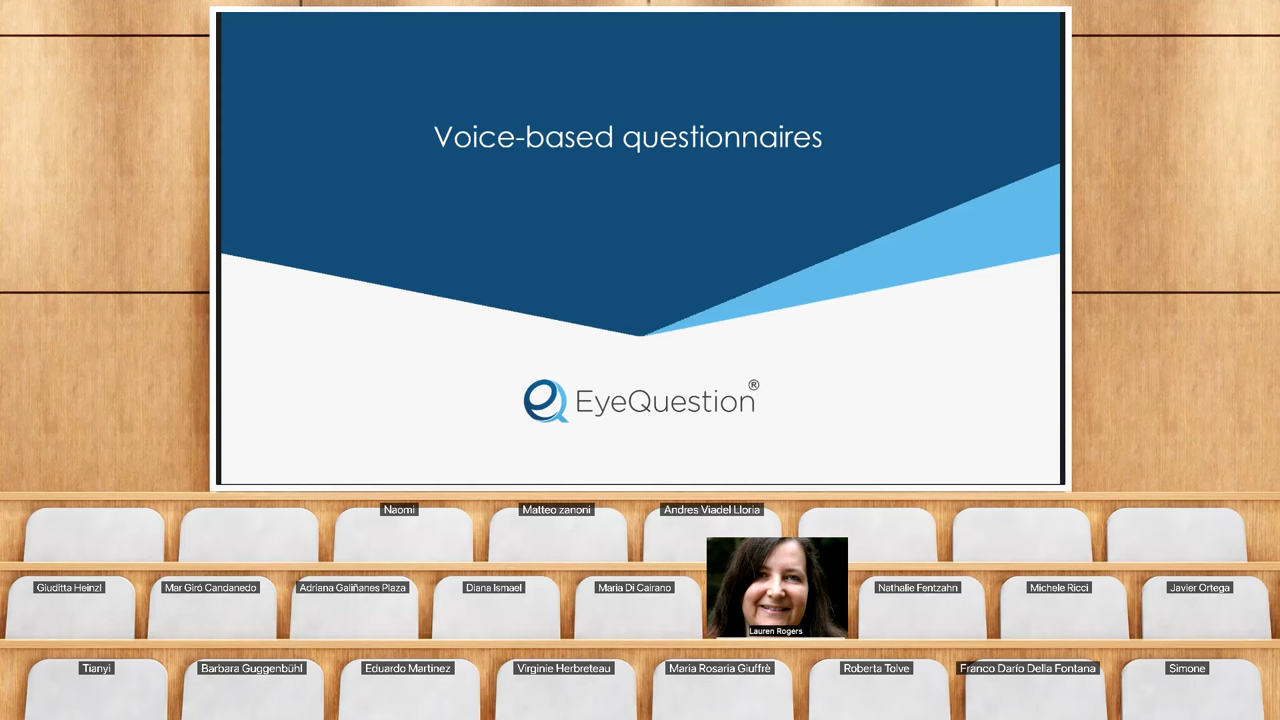 Voice-based questionnaires
EyeQuestion®
Naomi
Matteo zanoni
Andres Viadel Lloria
Giuditta Heinzl
Mar Giró Candanedo
Adriana Galiñanes Plaza
Diana Ismael
Maria Di Cairano
Lauren Rogers
Nathalie Fentzahn
Michele Ricci
Javier Ortega
Tianyi
Barbara Guggenbühl
Eduardo Martinez
Virginie Herbreteau
Maria Rosaria Giuffrè
Roberta Tolve
Franco Darío Della Fontana
Simone